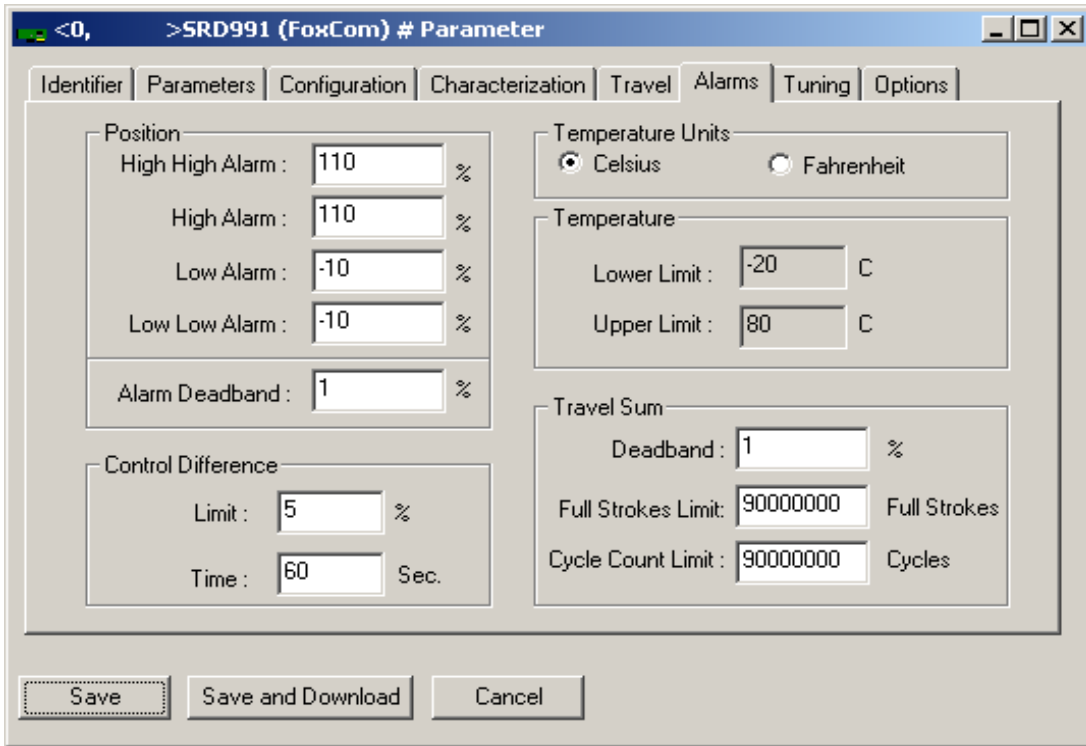 <0,          >SRD991 (FoxCom) # Parameter
Identifier Parameters Configuration Characterization Travel Alarms Tuning Options
Position
High High Alarm : 110 %
High Alarm : 110 %
Low Alarm : -10 %
Low Low Alarm : -10 %
Alarm Deadband : 1 %
Control Difference
Limit : 5 %
Time : 60 Sec.
Temperature Units
Celsius Fahrenheit
Temperature
Lower Limit : -20 C
Upper Limit : 80 C
Travel Sum
Deadband : 1 %
Full Strokes Limit: 90000000 Full Strokes
Cycle Count Limit : 90000000 Cycles
Save Save and Download Cancel